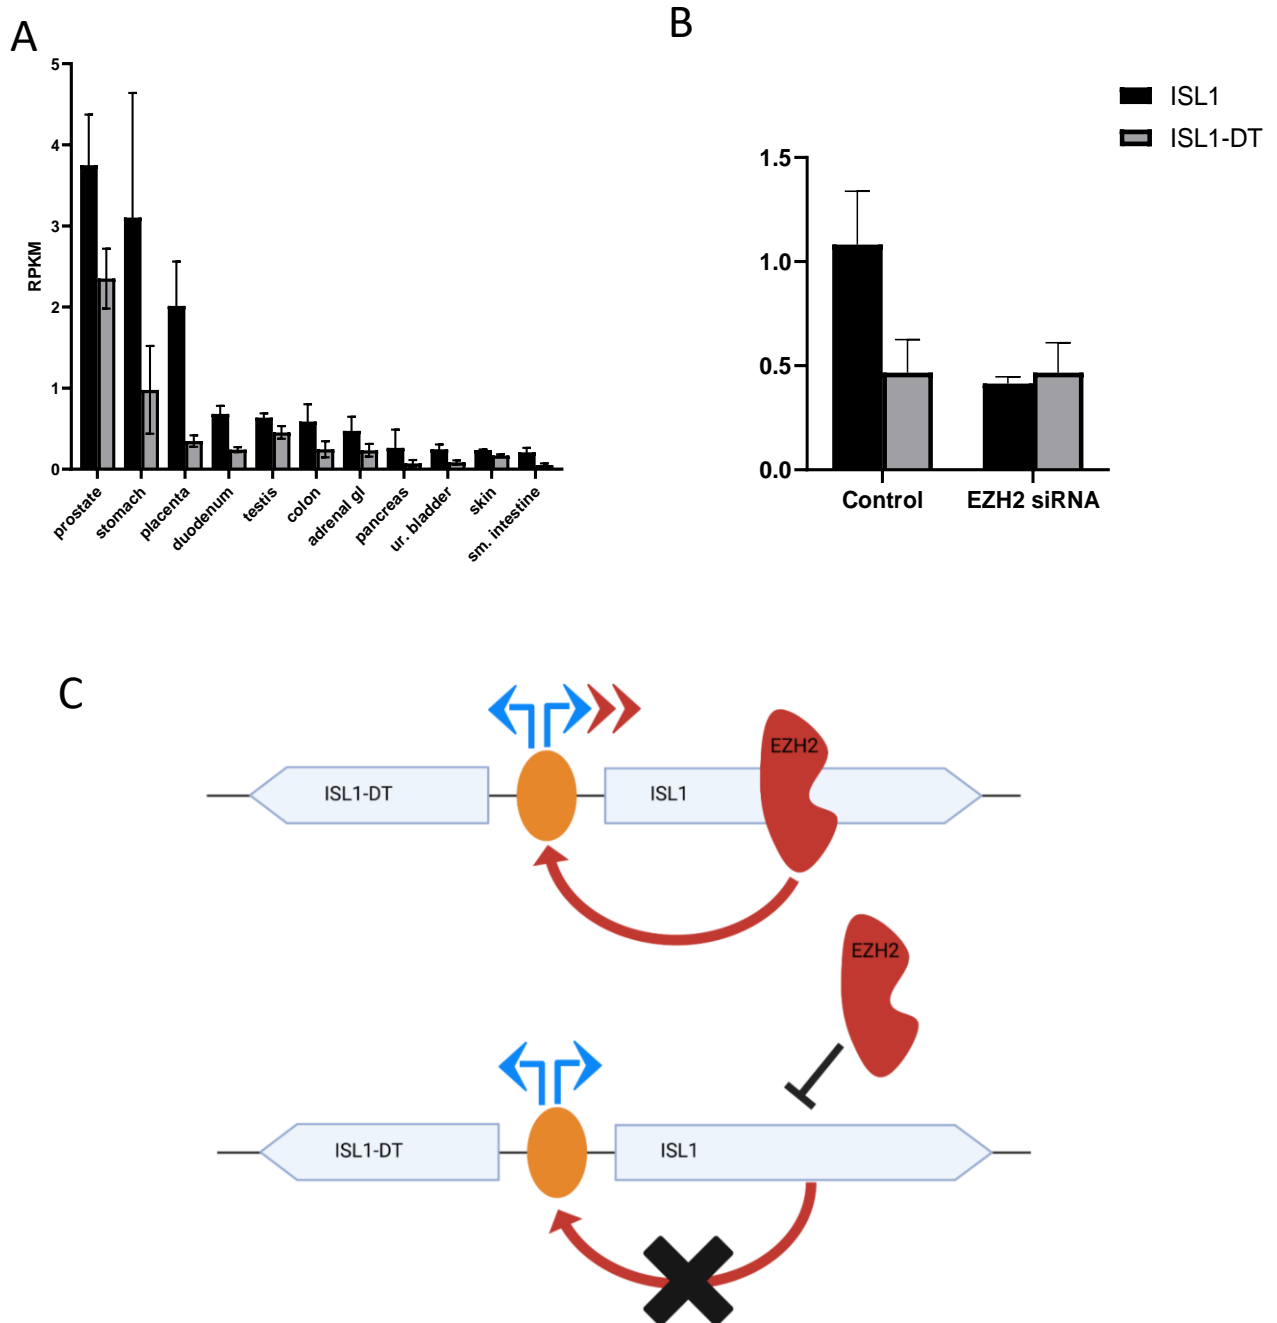 A
5
4
3
2
1
0
RPKM
prostate
stomach
placenta
duodenum
testis
colon
adrenal gl
pancreas
ur. bladder
skin
sm. intestine
B
ISL1
ISL1-DT
1.5
1.0
0.5
0.0
Control
EZH2 siRNA
C
EZH2
ISL1-DT
ISL1
EZH2
ISL1-DT
ISL1